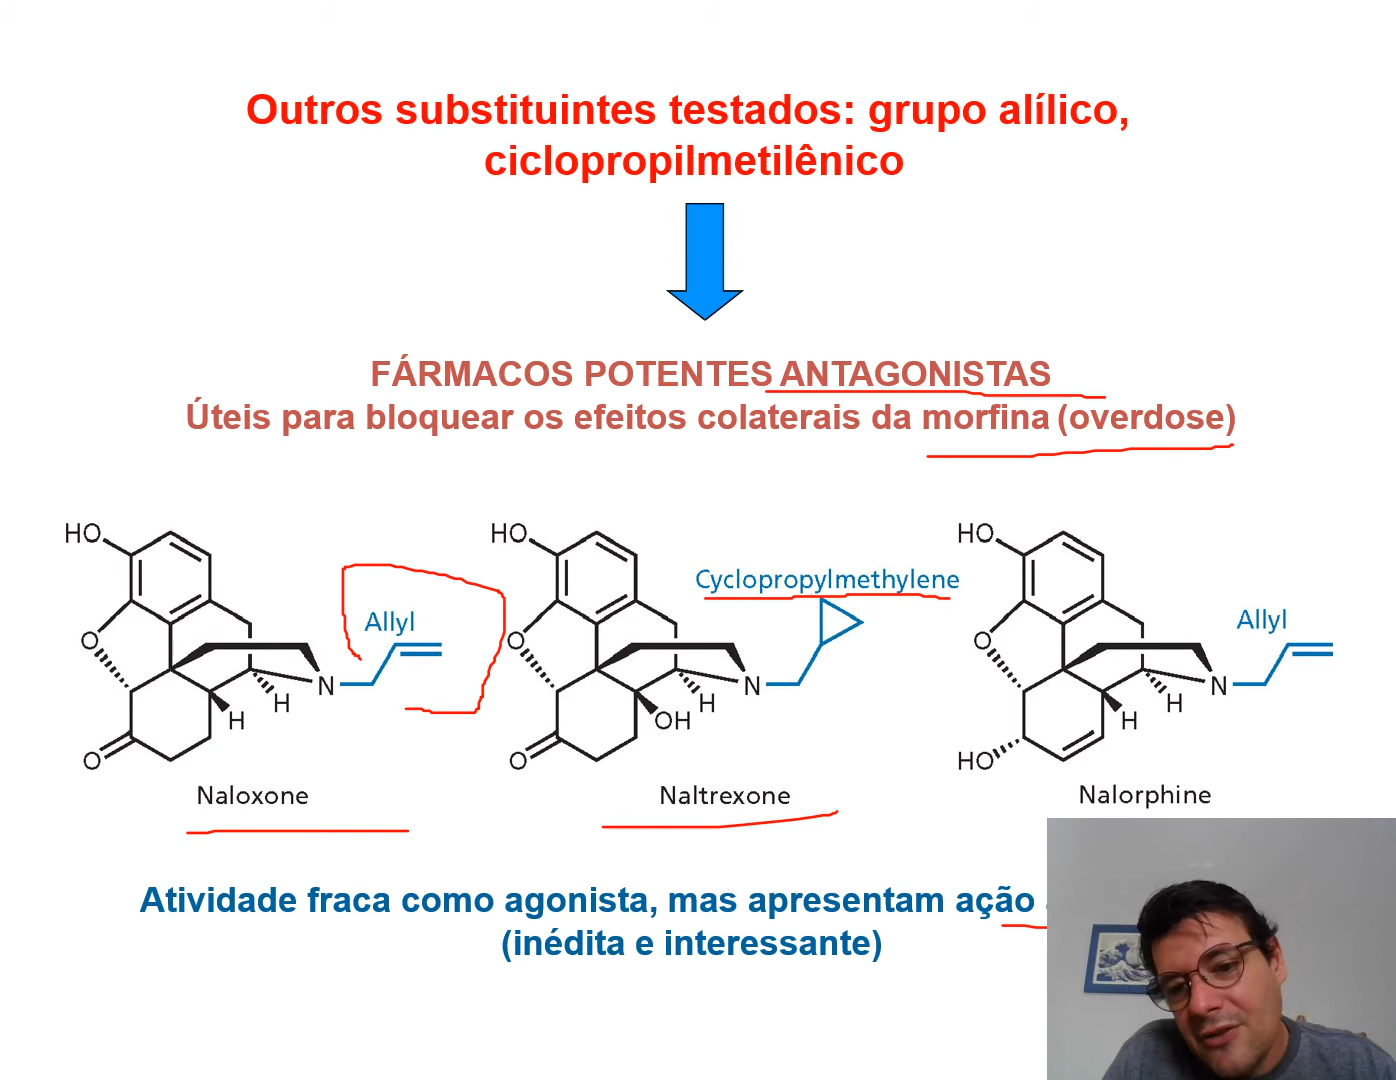 Outros substituintes testados: grupo alílico,
ciclopropilmetilênico
FÁRMACOS POTENTES ANTAGONISTAS
Úteis para bloquear os efeitos colaterais da morfina (overdose)
HO
O
Allyl
N
H
H
O
Naloxone
HO
O
Cyclopropylmethylene
N
H
OH
O
Naltrexone
HO
O
Allyl
N
H
H
HO
Nalorphine
Atividade fraca como agonista, mas apresentam ação
(inédita e interessante)